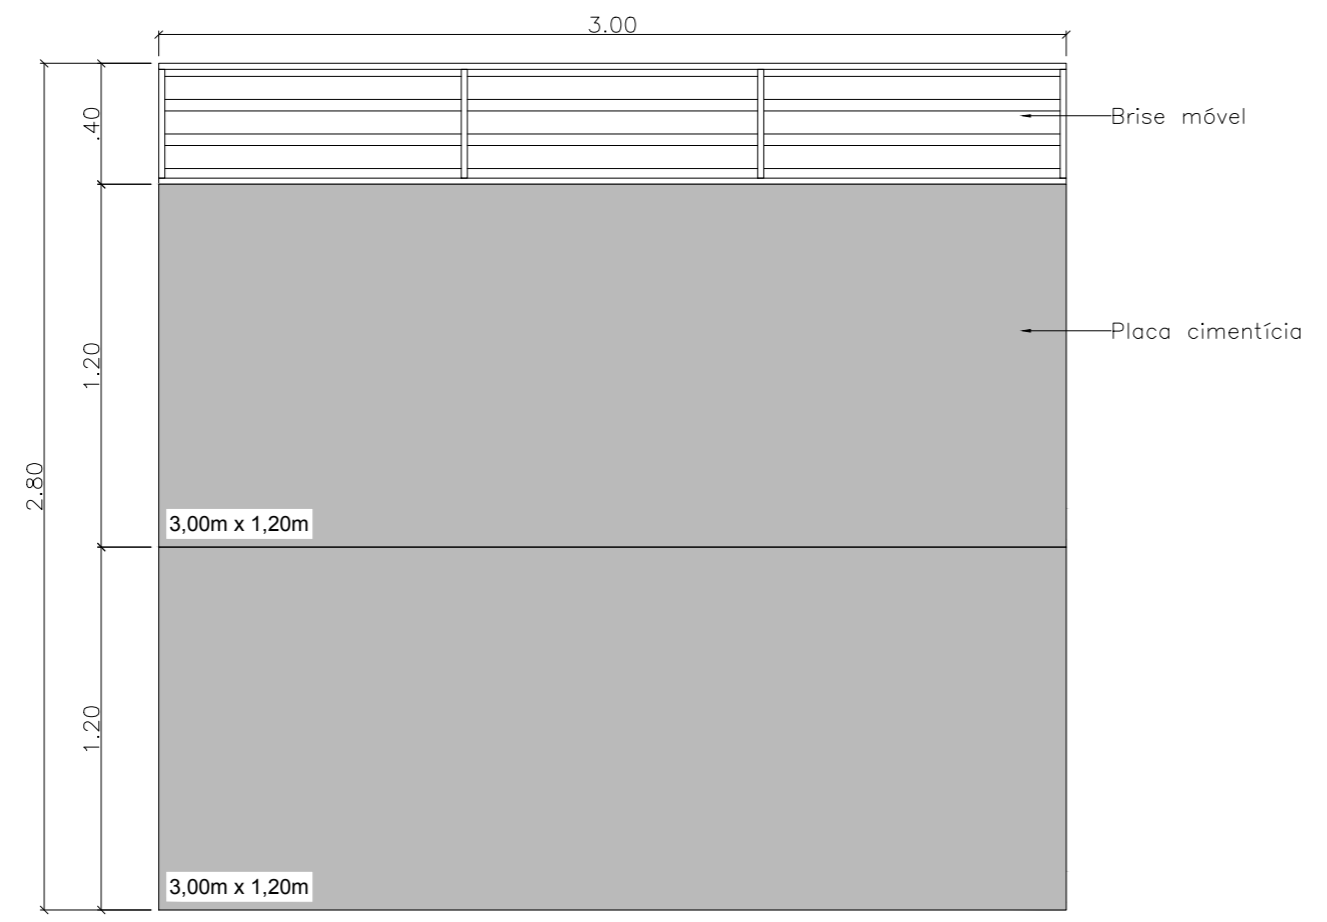 3.00
.40
Brise móvel
1.20
Placa cimentícia
2.80
3,00m x 1,20m
1.20
3,00m x 1,20m